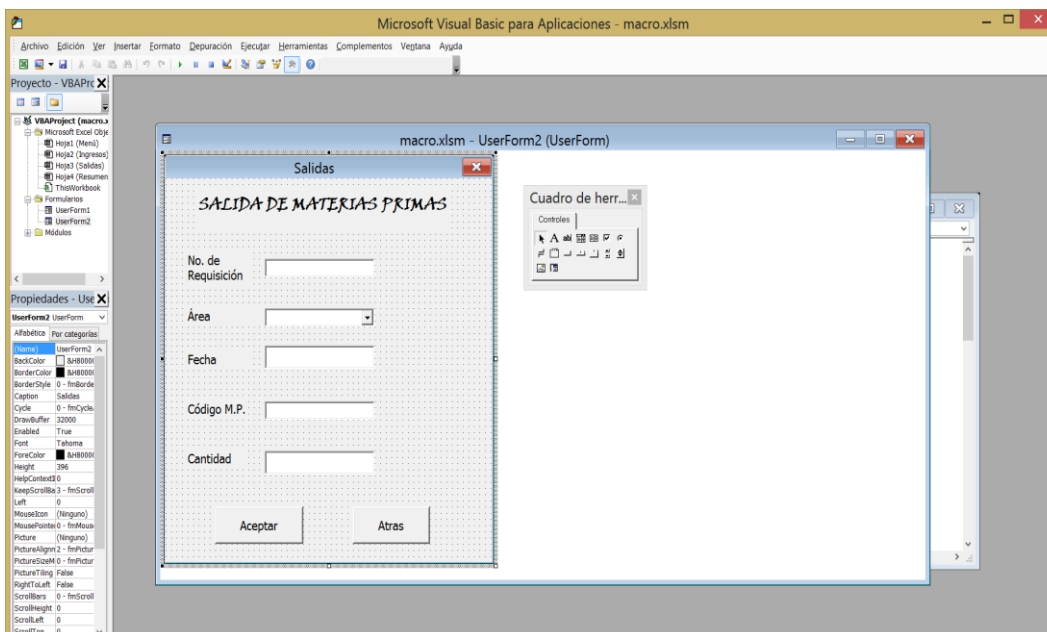 Microsoft Visual Basic para Aplicaciones - macro.xlsm
Archivo Edición Ver Insertar Formato Depuración Ejecutar Herramientas Complementos Ventana Ayuda
Proyecto - VBAPrc
VBAProject (macro.x
Microsoft Excel Obje
Hoja1 (Menú)
Hoja2 (Ingresos)
Hoja3 (Salidas)
Hoja4 (Resumen
ThisWorkbook
Formularios
UserForm1
UserForm2
Módulos
Propiedades - Use
UserForm2 UserForm
Alfabética Por categorías
(Name) UserForm2
BackColor &H8000(
BorderColor &H8000(
BorderStyle 0 - fmBorde
Caption Salidas
Cycle 0 - fmCycle
DrawBuffer 32000
Enabled True
Font Tahoma
ForeColor &H8000(
Height 396
HelpContextI 0
KeepScrollBa 3 - fmScroll
Left 0
MouseIcon (Ninguno)
MousePointe 0 - fmMous
Picture (Ninguno)
PictureAlignn 2 - fmPictur
PictureSizeM 0 - fmPictur
PictureTiling False
RightToLeft False
ScrollBars 0 - fmScroll
ScrollHeight 0
ScrollLeft 0
ScrollTop 0
macro.xlsm - UserForm2 (UserForm)
Salidas
SALIDA DE MATERIAS PRIMAS
No. de
Requisición
Área
Fecha
Código M.P.
Cantidad
Aceptar Atras
Cuadro de herr...
Controles